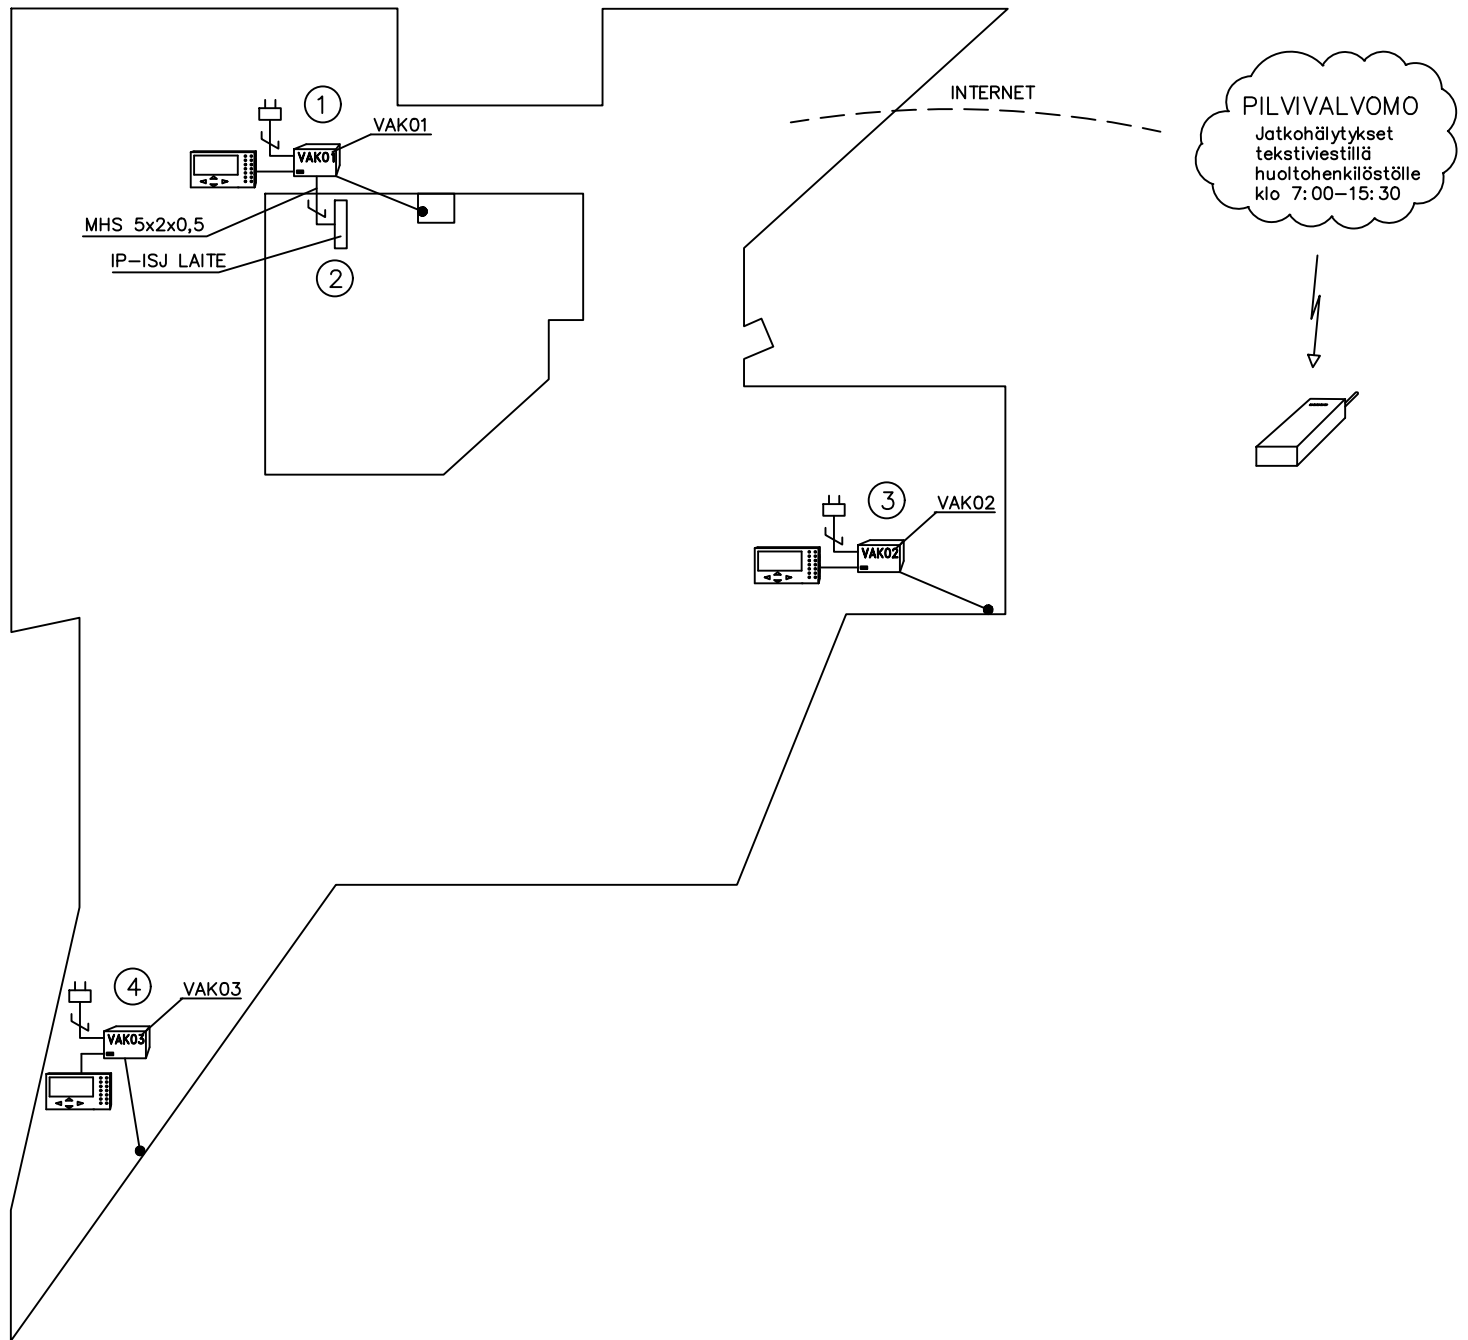 INTERNET
PILVIVALVOMO
Jatkohälytykset
tekstiviestillä
huoltohenkilöstölle
klo 7:00-15:30
1
VAK01
VAK01
MHS 5x2x0,5
IP-ISJ LAITE
2
3
VAK02
VAK02
4
VAK03
VAK03